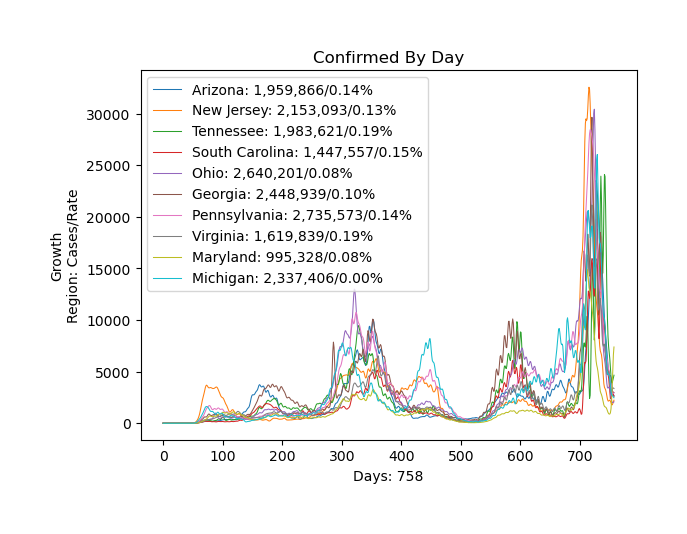 Confirmed By Day
Arizona: 1,959,866/0.14%
New Jersey: 2,153,093/0.13%
Tennessee: 1,983,621/0.19%
South Carolina: 1,447,557/0.15%
Ohio: 2,640,201/0.08%
Georgia: 2,448,939/0.10%
Pennsylvania: 2,735,573/0.14%
Virginia: 1,619,839/0.19%
Maryland: 995,328/0.08%
Michigan: 2,337,406/0.00%
30000
25000
20000
15000
10000
5000
0
Growth
Region: Cases/Rate
0 100 200 300 400 500 600 700
Days: 758